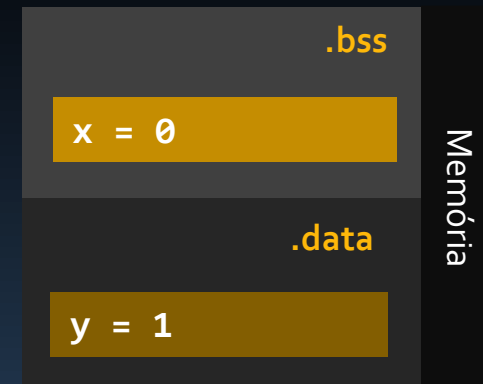 .bss
x = 0
.data
y = 1
Memória